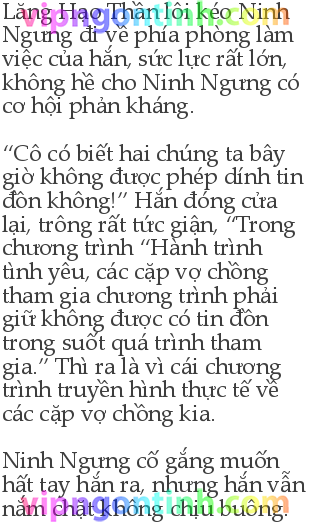 Lăng Hạo Thần lôi kéo Ninh
Ngưng đi về phía phòng làm
việc của hắn, sức lực rất lớn,
không hề cho Ninh Ngưng có
cơ hội phản kháng.
“Cô có biết hai chúng ta bây
giờ không được phép dính tin
đồn không!” Hắn đóng cửa
lại, trông rất tức giận, “Trong
chương trình “Hành trình
tình yêu, các cặp vợ chồng
tham gia chương trình phải
giữ không được có tin đồn
trong suốt quá trình tham
gia.” Thì ra là vì cái chương
trình truyền hình thực tế về
các cặp vợ chồng kia.
Ninh Ngưng cố gắng muốn
hất tay hắn ra, nhưng hắn vẫn
nắm chặt không chịu buông.
vipngontinh.com
vipngontinh.com